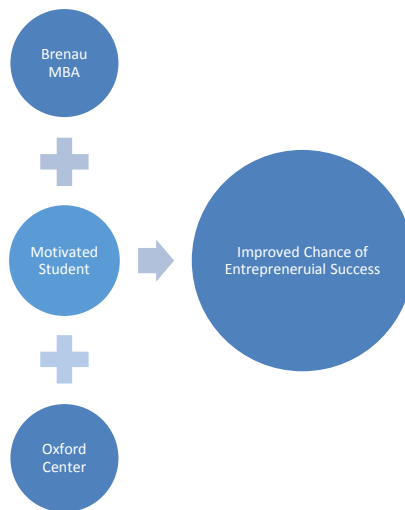 Brenau
MBA
Motivated
Student
Improved Chance of
Entrepreneruial Success
Oxford
Center